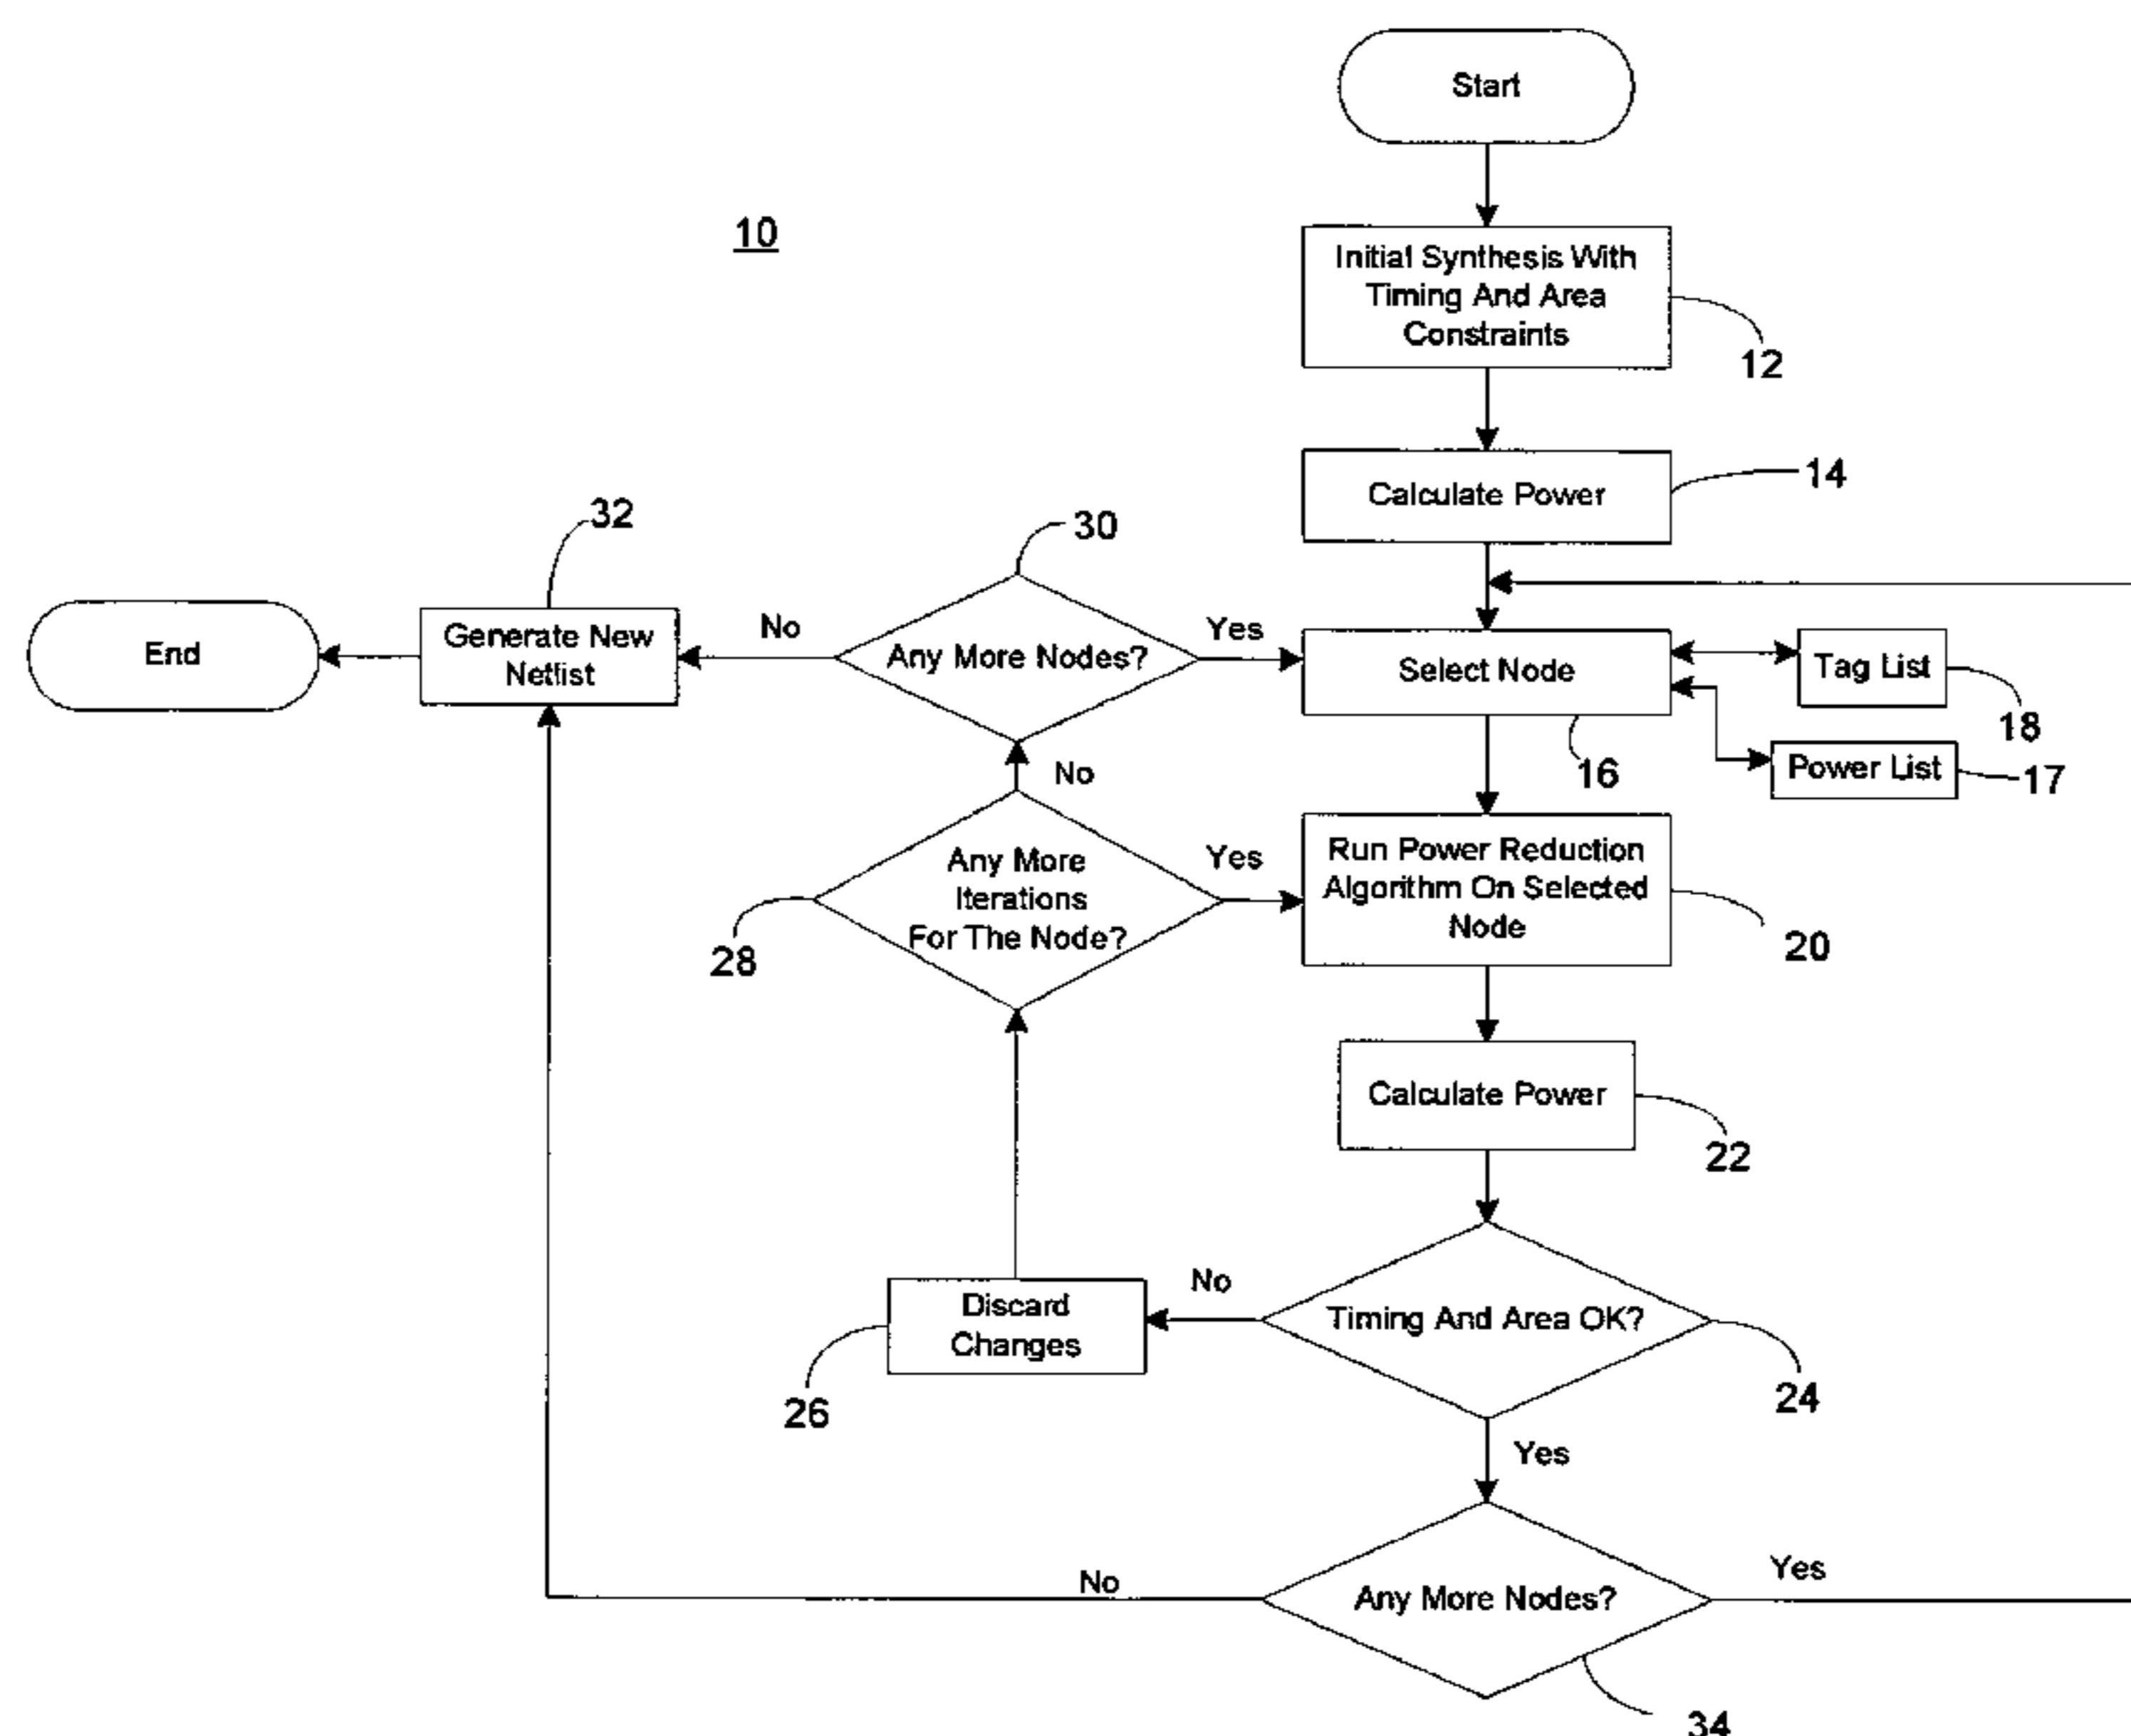 Start
10
Initial Synthesis With
Timing And Area
Constraints
12
Calculate Power
14
32
30
End
Generate New
Netlist
No
Any More Nodes?
Yes
Select Node
Tag List
18
16
Power List
17
No
Any More
Iterations
For The Node?
Yes
28
Run Power Reduction
Algorithm On Selected
Node
20
Calculate Power
22
Discard
Changes
26
No
Timing And Area OK?
24
Yes
No
Any More Nodes?
Yes
34